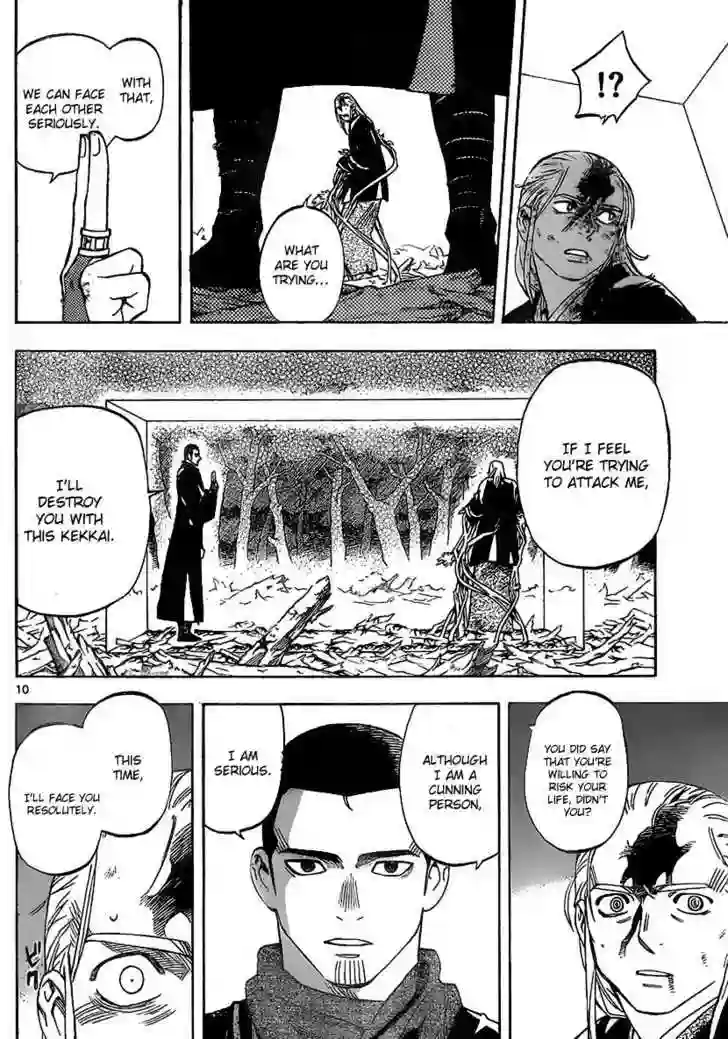 !?
WHAT
ARE YOU
TRYING...
WITH
THAT,
WE CAN FACE
EACH OTHER
SERIOUSLY.
IF I FEEL
YOU'RE TRYING
TO ATTACK ME,
I'LL
DESTROY
YOU WITH
THIS KEKKAI.
10
YOU DID SAY
THAT YOU'RE
WILLING TO
RISK YOUR
LIFE, DIDN'T
YOU?
ALTHOUGH
I AM A
CUNNING
PERSON,
I AM
SERIOUS.
THIS
TIME,
I'LL FACE YOU
RESOLUTELY.
ビク